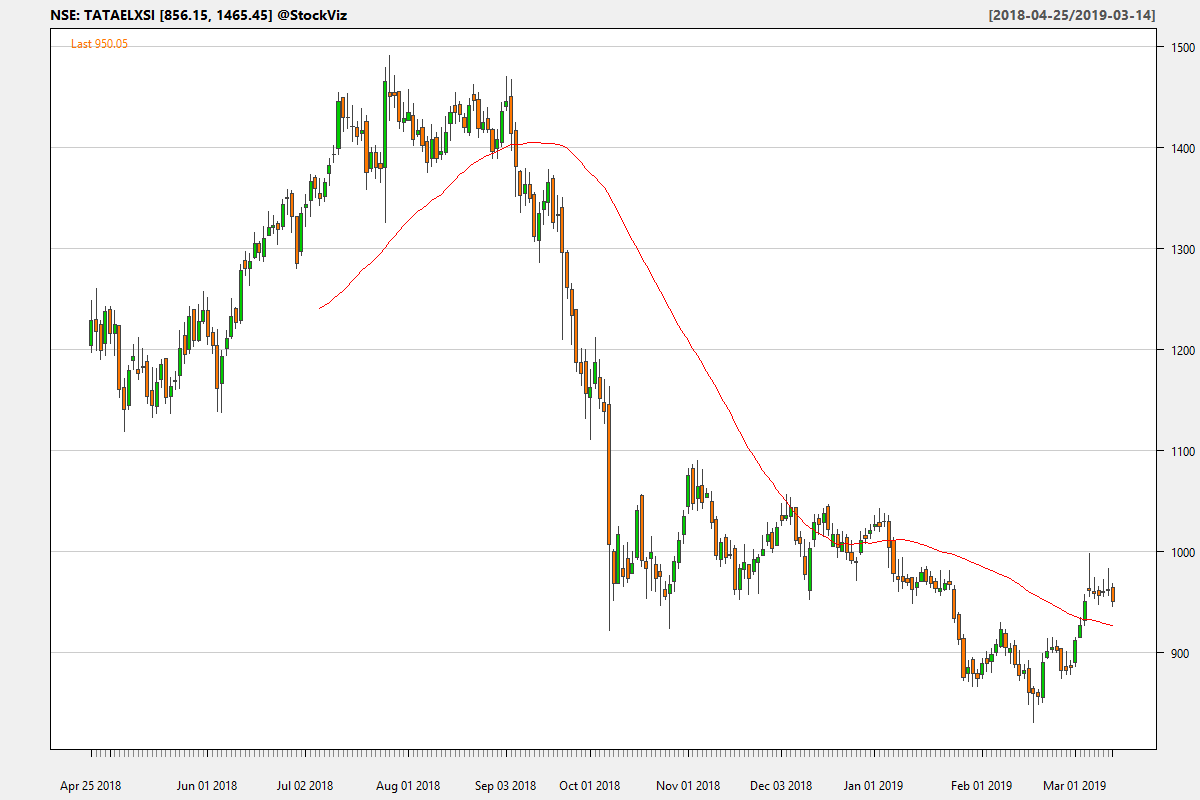 NSE: TATAELXSI [856.15, 1465.45] @StockViz
[2018-04-25/2019-03-14]
Last 950.05
1500
1400
1300
1200
1100
1000
900
Apr 25 2018 Jun 01 2018 Jul 02 2018 Aug 01 2018 Sep 03 2018 Oct 01 2018 Nov 01 2018 Dec 03 2018 Jan 01 2019 Feb 01 2019 Mar 01 2019